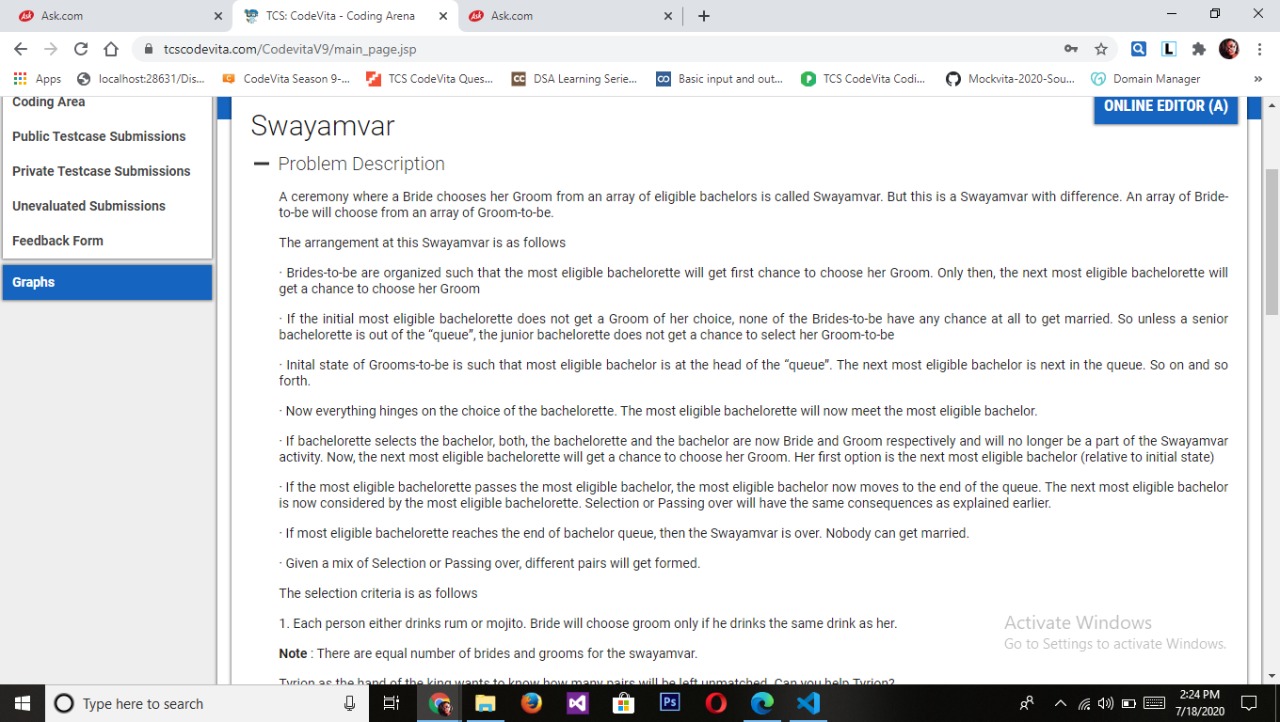 Ask.com
TCS: CodeVita - Coding Arena
Ask.com
tcscodevita.com/CodevitaV9/main_page.jsp
Apps
localhost:28631/Dis...
CodeVita Season 9-...
TCS CodeVita Ques...
DSA Learning Serie...
Basic input and out...
TCS CodeVita Codi...
Mockvita-2020-Sou...
Domain Manager
»
Coding Area
Public Testcase Submissions
Private Testcase Submissions
Unevaluated Submissions
Feedback Form
Graphs
ONLINE EDITOR (A)
Swayamvar
Problem Description
A ceremony where a Bride chooses her Groom from an array of eligible bachelors is called Swayamvar. But this is a Swayamvar with difference. An array of Bride-
to-be will choose from an array of Groom-to-be.
The arrangement at this Swayamvar is as follows
· Brides-to-be are organized such that the most eligible bachelorette will get first chance to choose her Groom. Only then, the next most eligible bachelorette will
get a chance to choose her Groom
· If the initial most eligible bachelorette does not get a Groom of her choice, none of the Brides-to-be have any chance at all to get married. So unless a senior
bachelorette is out of the “queue”, the junior bachelorette does not get a chance to select her Groom-to-be
· Inital state of Grooms-to-be is such that most eligible bachelor is at the head of the “queue”. The next most eligible bachelor is next in the queue. So on and so
forth.
· Now everything hinges on the choice of the bachelorette. The most eligible bachelorette will now meet the most eligible bachelor.
· If bachelorette selects the bachelor, both, the bachelorette and the bachelor are now Bride and Groom respectively and will no longer be a part of the Swayamvar
activity. Now, the next most eligible bachelorette will get a chance to choose her Groom. Her first option is the next most eligible bachelor (relative to initial state)
· If the most eligible bachelorette passes the most eligible bachelor, the most eligible bachelor now moves to the end of the queue. The next most eligible bachelor
is now considered by the most eligible bachelorette. Selection or Passing over will have the same consequences as explained earlier.
· If most eligible bachelorette reaches the end of bachelor queue, then the Swayamvar is over. Nobody can get married.
· Given a mix of Selection or Passing over, different pairs will get formed.
The selection criteria is as follows
1. Each person either drinks rum or mojito. Bride will choose groom only if he drinks the same drink as her.
Note : There are equal number of brides and grooms for the swayamvar.
Tyrion as the hand of the king wants to know how many pairs will be left unmatched. Can you help Tyrion?
Activate Windows
Go to Settings to activate Windows.
Type here to search
2:24 PM
7/18/2020